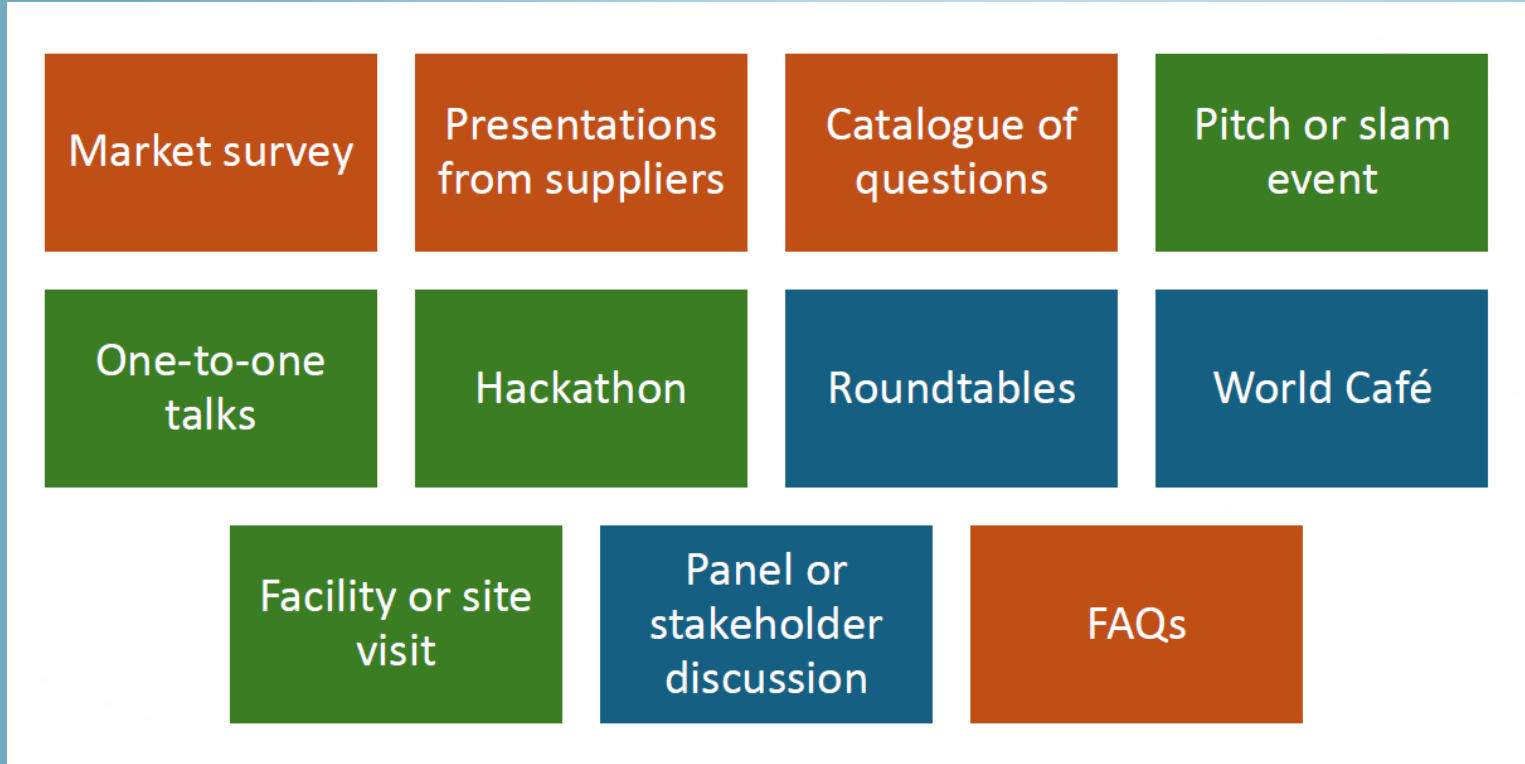 Market survey
Presentations
from suppliers
Catalogue of
questions
Pitch or slam
event
One-to-one
talks
Hackathon
Roundtables
World Café
Facility or site
visit
Panel or
stakeholder
discussion
FAQs